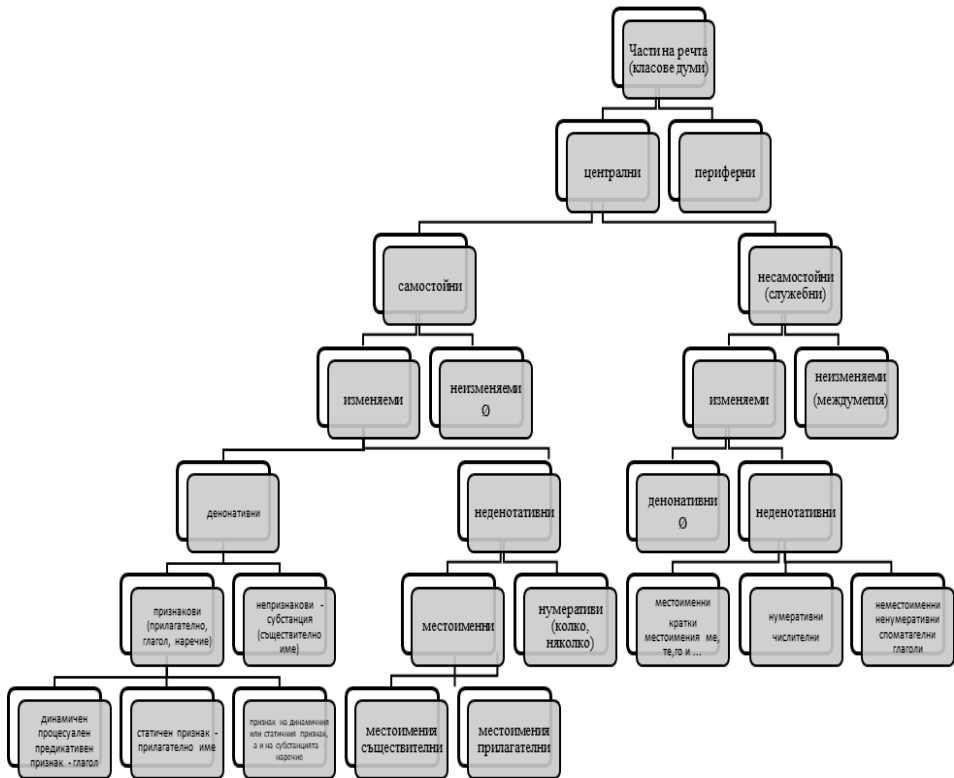 Части на речта
(класове думи)
централни
периферни
самостойни
несамостойни
(служебни)
изменяеми
неизменяеми
Ø
изменяеми
неизменяеми
(междуметия)
денонативни
неденотативни
денонативни
Ø
неденотативни
признакови
(прилагателно,
глагол, наречие)
непризнакови -
субстанция
(съществително
име)
местоименни
нумеративи
(колко,
няколко)
местоименни
кратки
местоимения ме,
те,го и ...
нумеративни
числителни
неместоименни
ненумеративни
спомагателни
глаголи
динамичен
процесуален
предикативен
признак - глагол
статичен признак -
прилагателно име
признак на динамичния
или статичния признак,
а и на субстанцията -
наречие
местоимения
съществителни
местоимения
прилагателни